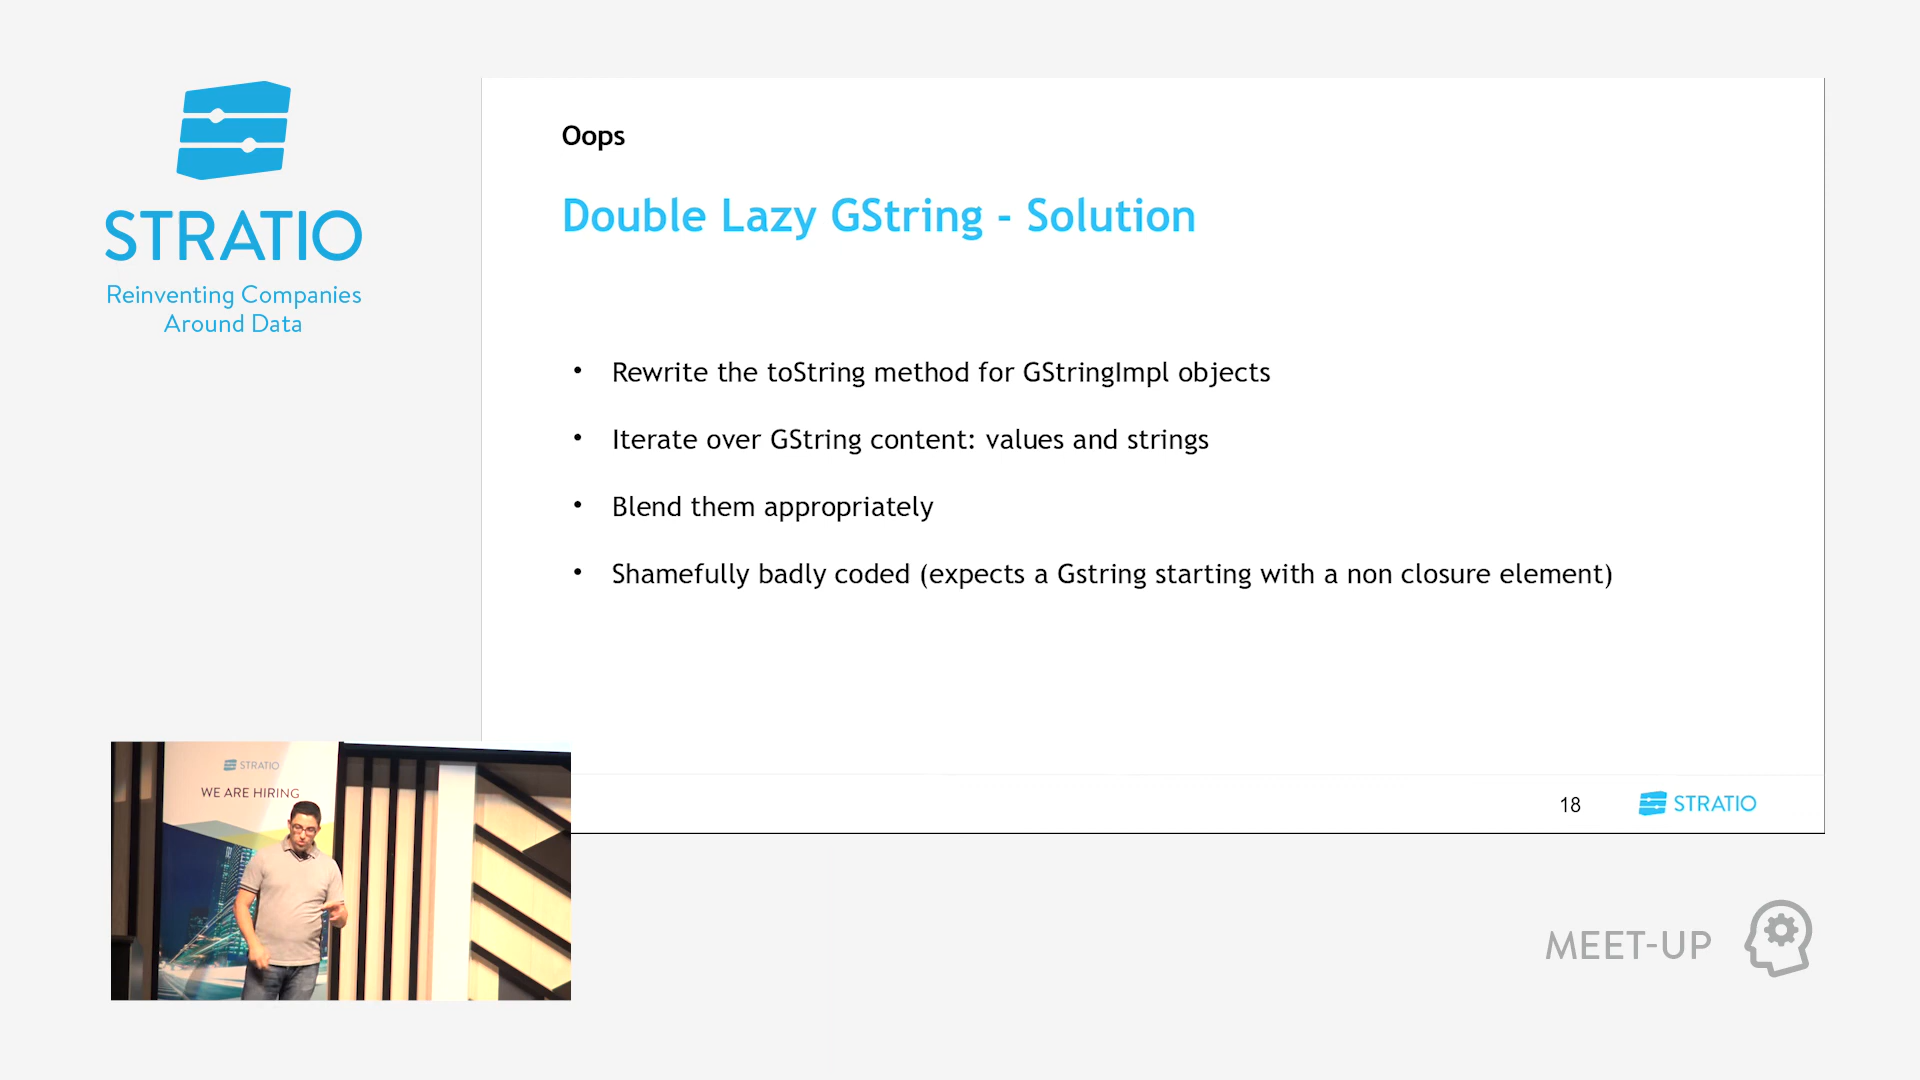 STRATIO
Reinventing Companies
Around Data
Oops
Double Lazy GString - Solution
• Rewrite the toString method for GStringImpl objects
• Iterate over GString content: values and strings
• Blend them appropriately
• Shamefully badly coded (expects a Gstring starting with a non closure element)
18
STRATIO
STRATIO
WE ARE HIRING
MEET-UP